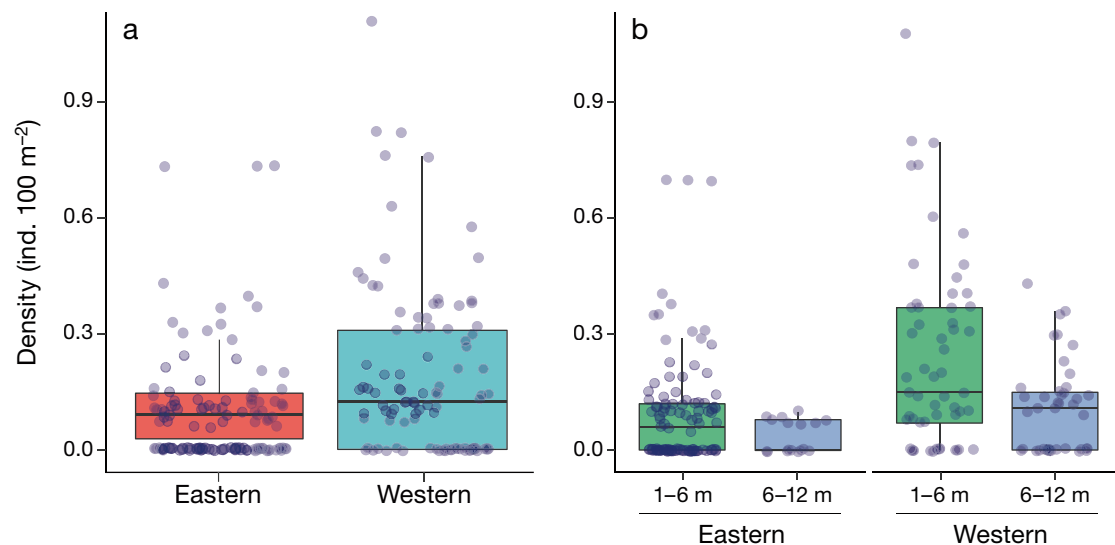 a
b
Density (ind. 100 m⁻²)
0.9
0.6
0.3
0.0
Eastern
Western
0.9
0.6
0.3
0.0
1–6 m
6–12 m
1–6 m
6–12 m
Eastern
Western